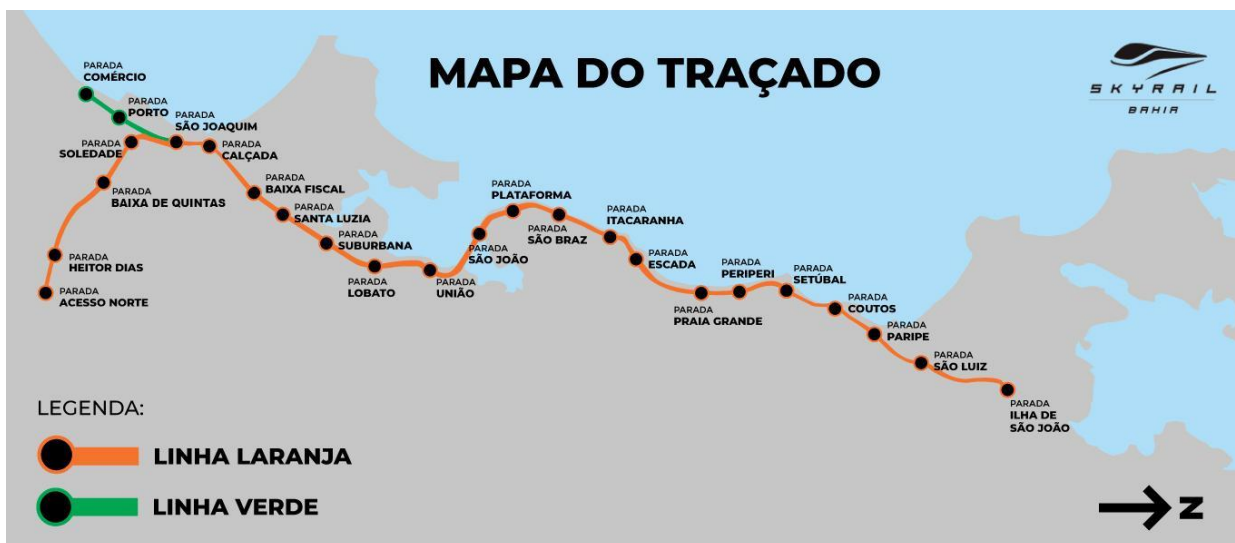 MAPA DO TRAÇADO
SKYRAIL
BAHIA
PARADA
COMÉRCIO
PARADA
PORTO
PARADA
SÃO JOAQUIM
PARADA
SOLEDADE
PARADA
CALÇADA
PARADA
BAIXA DE QUINTAS
PARADA
HEITOR DIAS
PARADA
ACESSO NORTE
PARADA
BAIXA FISCAL
PARADA
SANTA LUZIA
PARADA
SUBURBANA
PARADA
LOBATO
PARADA
UNIÃO
PARADA
SÃO JOÃO
PARADA
PLATAFORMA
PARADA
SÃO BRAZ
PARADA
ITACARANHA
PARADA
ESCADA
PARADA
PRAIA GRANDE
PARADA
PERIPERI
PARADA
SETÚBAL
PARADA
COUTOS
PARADA
PARIPE
PARADA
SÃO LUIZ
PARADA
ILHA DE
SÃO JOÃO
LEGENDA:
LINHA LARANJA
LINHA VERDE
N